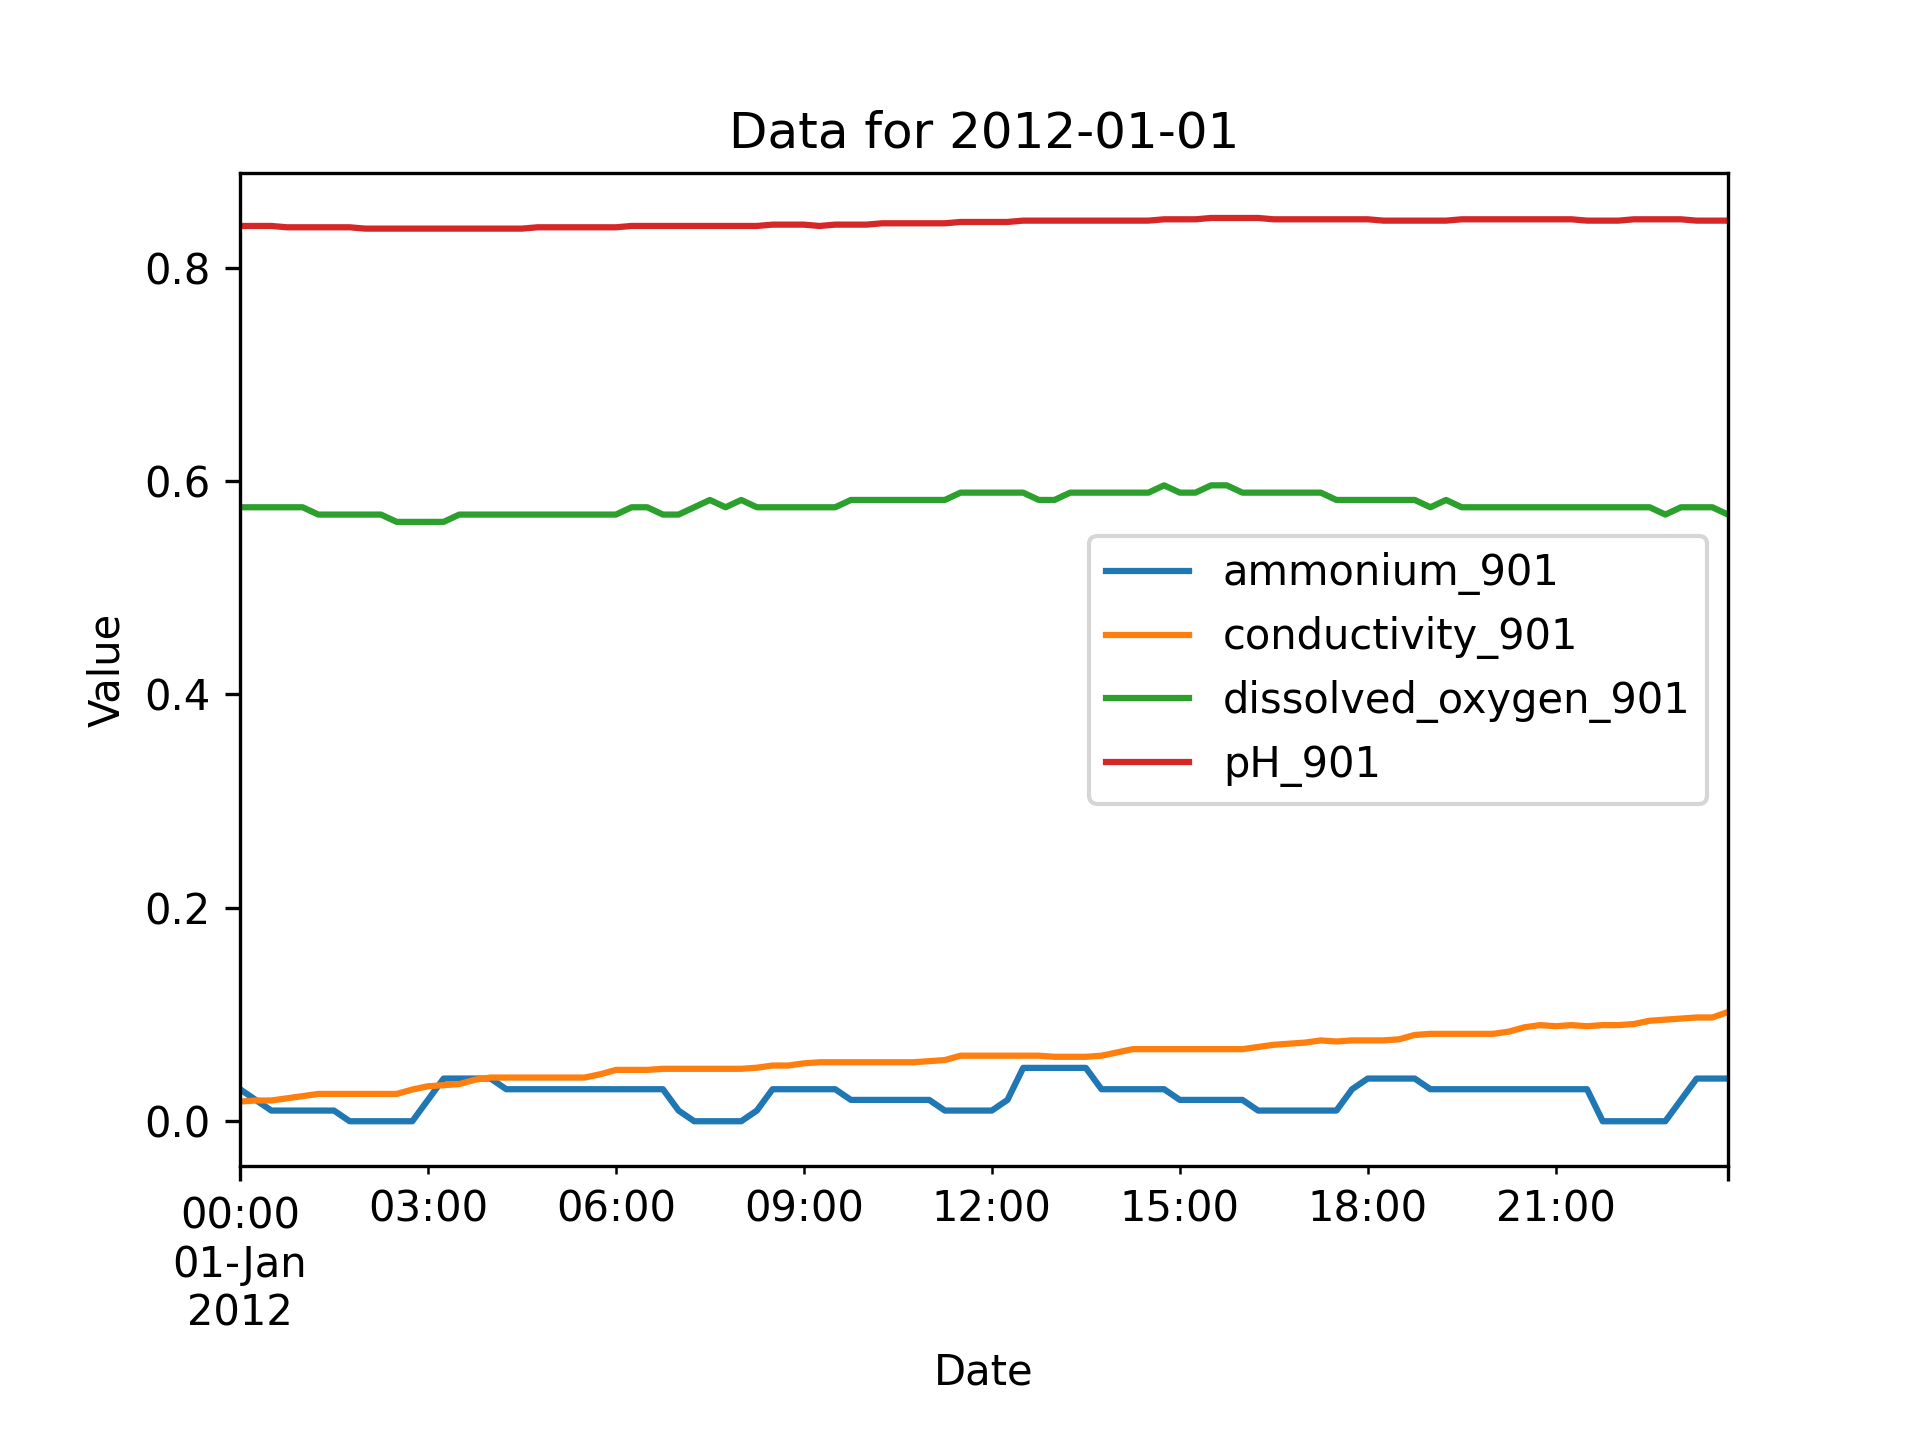 Data for 2012-01-01
Value
0.8
0.6
0.4
0.2
0.0
ammonium_901
conductivity_901
dissolved_oxygen_901
pH_901
00:00 03:00 06:00 09:00 12:00 15:00 18:00 21:00
01-Jan
2012
Date